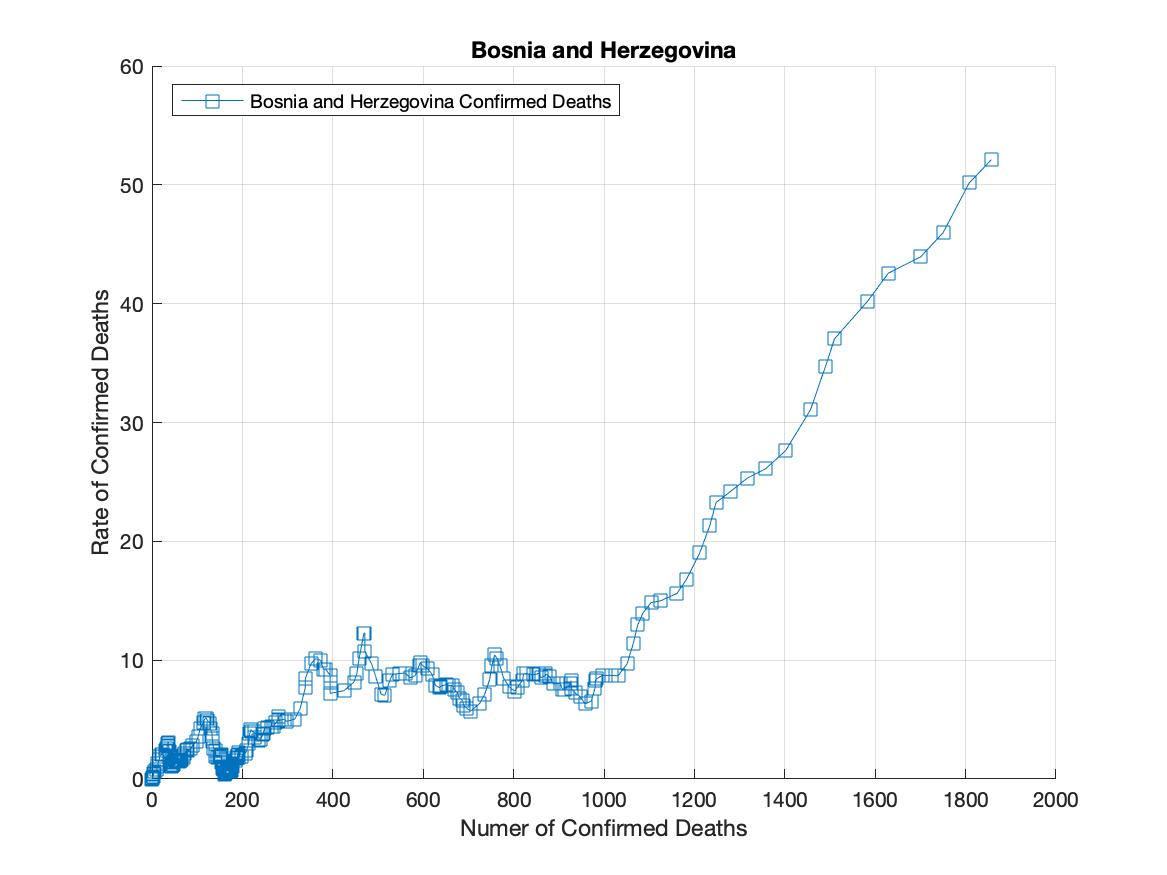 Bosnia and Herzegovina
Bosnia and Herzegovina Confirmed Deaths
60
50
40
30
20
10
0
Rate of Confirmed Deaths
0 200 400 600 800 1000 1200 1400 1600 1800 2000
Numer of Confirmed Deaths